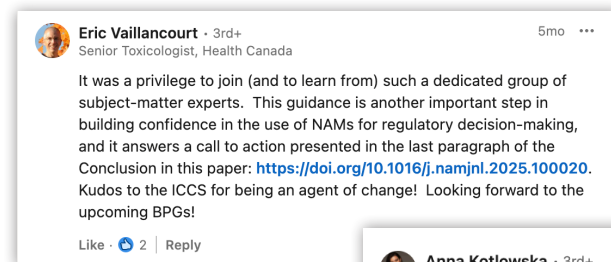 Eric Vaillancourt · 3rd+
5mo ···
Senior Toxicologist, Health Canada
It was a privilege to join (and to learn from) such a dedicated group of
subject-matter experts.  This guidance is another important step in
building confidence in the use of NAMs for regulatory decision-making,
and it answers a call to action presented in the last paragraph of the
Conclusion in this paper: https://doi.org/10.1016/j.namjnl.2025.100020.
Kudos to the ICCS for being an agent of change!  Looking forward to the
upcoming BPGs!
Like · 2 | Reply
Anna Kotlowska · 3rd+